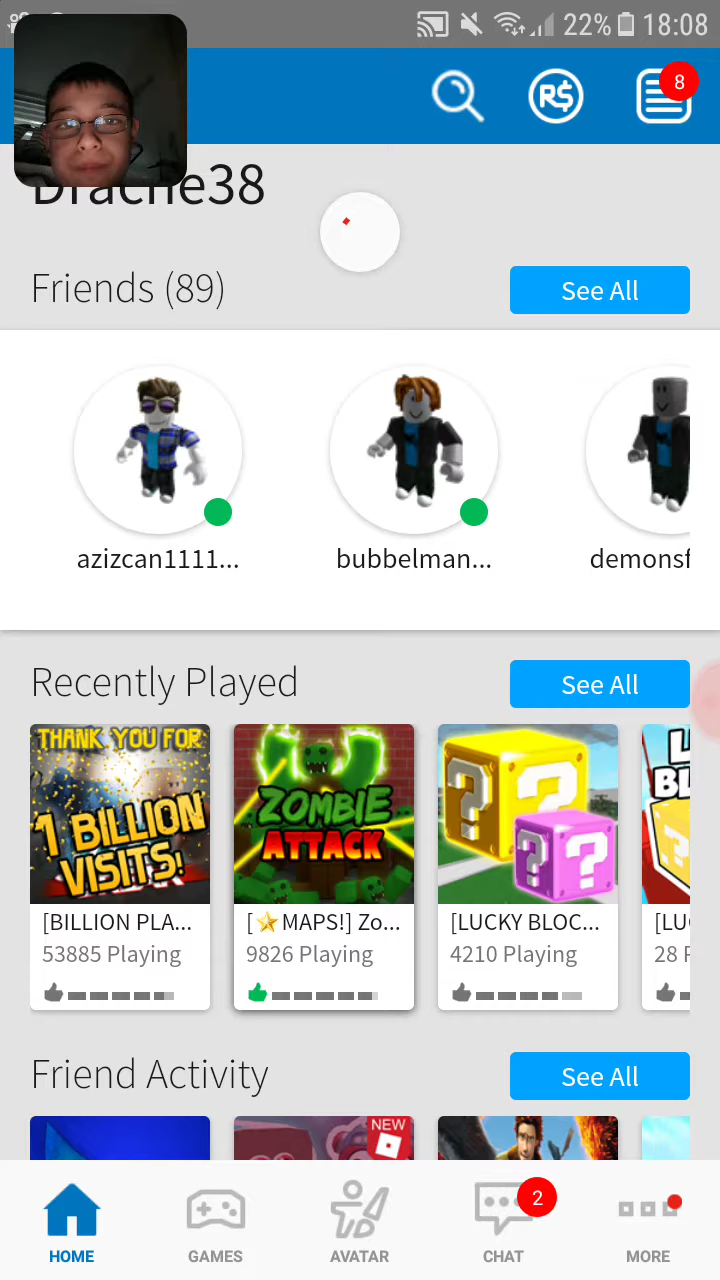 22% 18:08
R$ 8
Drache38
Friends (89) See All
azizcan1111... bubbelman... demonsf
Recently Played See All
THANK YOU FOR
1 BILLION
VISITS!
ZOMBIE
ATTACK
[BILLION PLA... [⭐MAPS!] Zo... [LUCKY BLOC... [LU
53885 Playing 9826 Playing 4210 Playing 28
Friend Activity See All
NEW
2
HOME GAMES AVATAR CHAT MORE